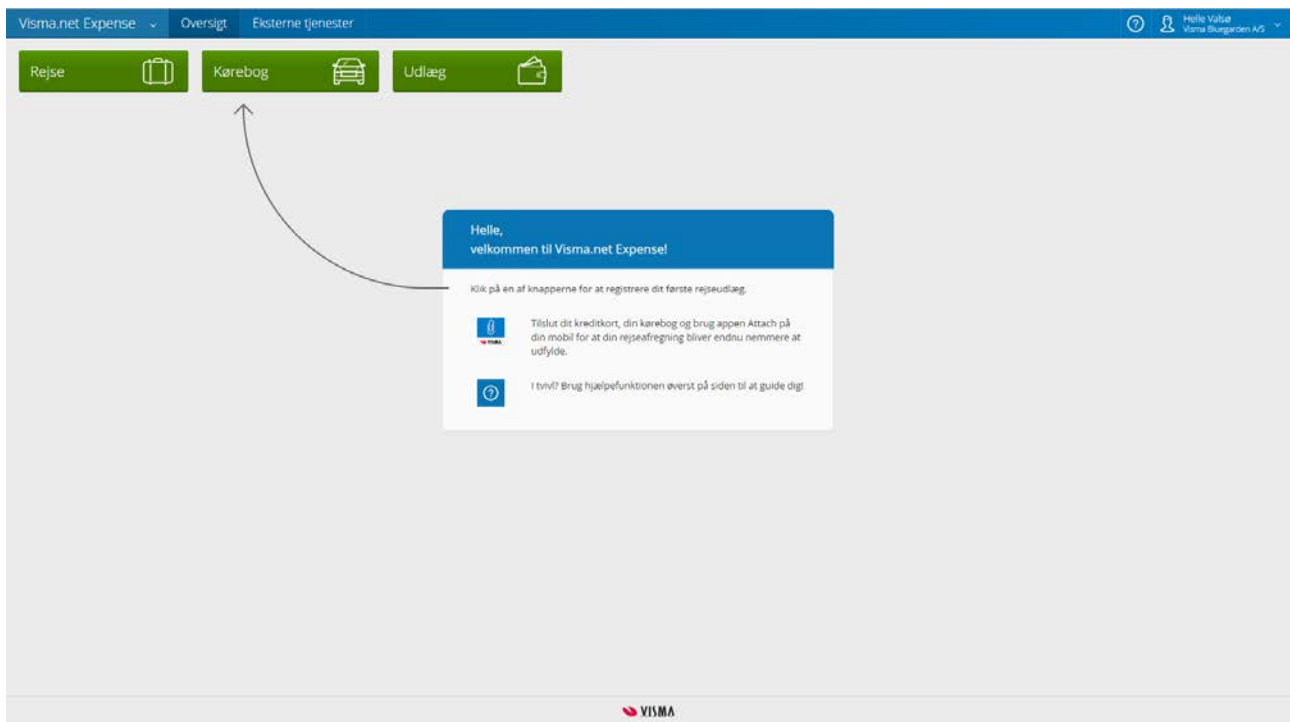 Visma.net Expense Oversigt Eksterne tjenester
Helle Valsø
Visma Bluegarden A/S
Rejse Kørebog Udlæg
Helle,
velkommen til Visma.net Expense!
Klik på en af knapperne for at registrere dit første rejseudlæg.
Tilslut dit kreditkort, din kørebog og brug appen Attach på
din mobil for at din rejseafregning bliver endnu nemmere at
udfylde.
VISMA
I tvivl? Brug hjælpefunktionen øverst på siden til at guide dig!
VISMA